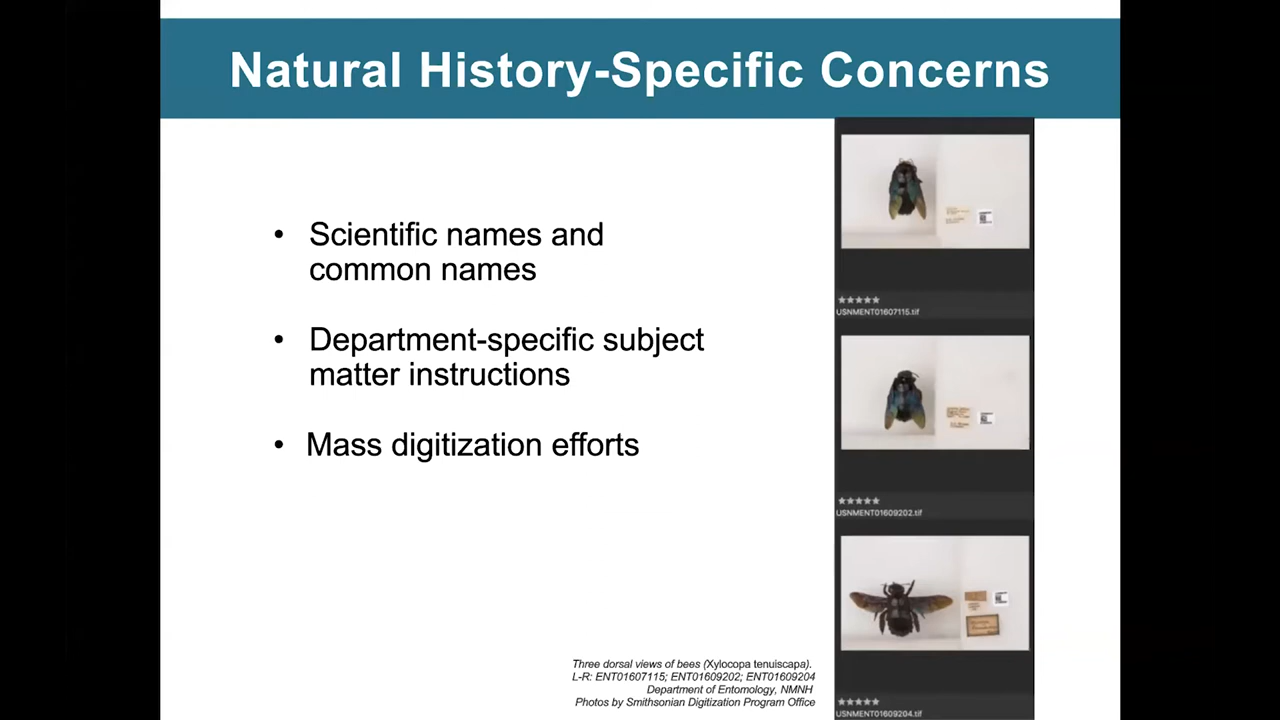 Natural History-Specific Concerns
• Scientific names and
common names
• Department-specific subject
matter instructions
• Mass digitization efforts
★★★★★
USNMENT01607115.tif
★★★★★
USNMENT01609202.tif
★★★★★
USNMENT01609204.tif
Three dorsal views of bees (Xylocopa tenuiscapa).
L-R: ENT01607115; ENT01609202; ENT01609204
Department of Entomology, NMNH
Photos by Smithsonian Digitization Program Office